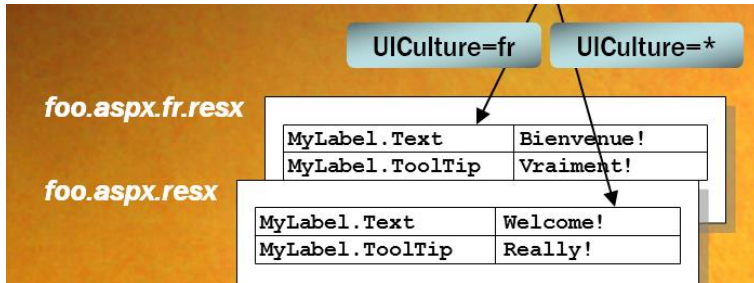 UICulture=fr UICulture=*
foo.aspx.fr.resx
MyLabel.Text Bienvenue!
MyLabel.ToolTip Vraiment!
foo.aspx.resx
MyLabel.Text Welcome!
MyLabel.ToolTip Really!